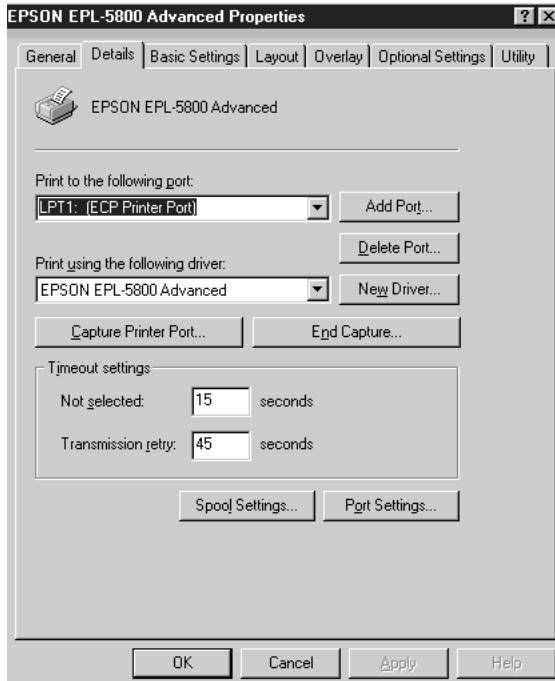 EPSON EPL-5800 Advanced Properties
General Details Basic Settings Layout Overlay Optional Settings Utility
EPSON EPL-5800 Advanced
Print to the following port:
LPT1: (ECP Printer Port) Add Port...
Delete Port...
Print using the following driver:
EPSON EPL-5800 Advanced New Driver...
Capture Printer Port... End Capture...
Timeout settings
Not selected: 15 seconds
Transmission retry: 45 seconds
Spool Settings... Port Settings...
OK Cancel Apply Help